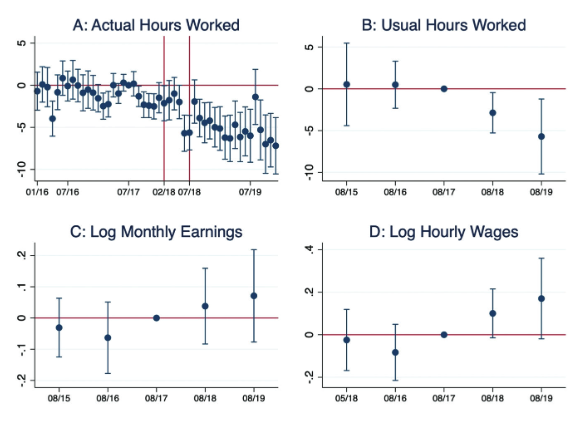 A: Actual Hours Worked
5
0
-5
-10
01/16 07/16 07/17 02/18 07/18 07/19
B: Usual Hours Worked
5
0
-5
-10
08/15 08/16 08/17 08/18 08/19
C: Log Monthly Earnings
.2
.1
0
-.1
-.2
08/15 08/16 08/17 08/18 08/19
D: Log Hourly Wages
.4
.2
0
-.2
05/18 08/16 08/17 08/18 08/19